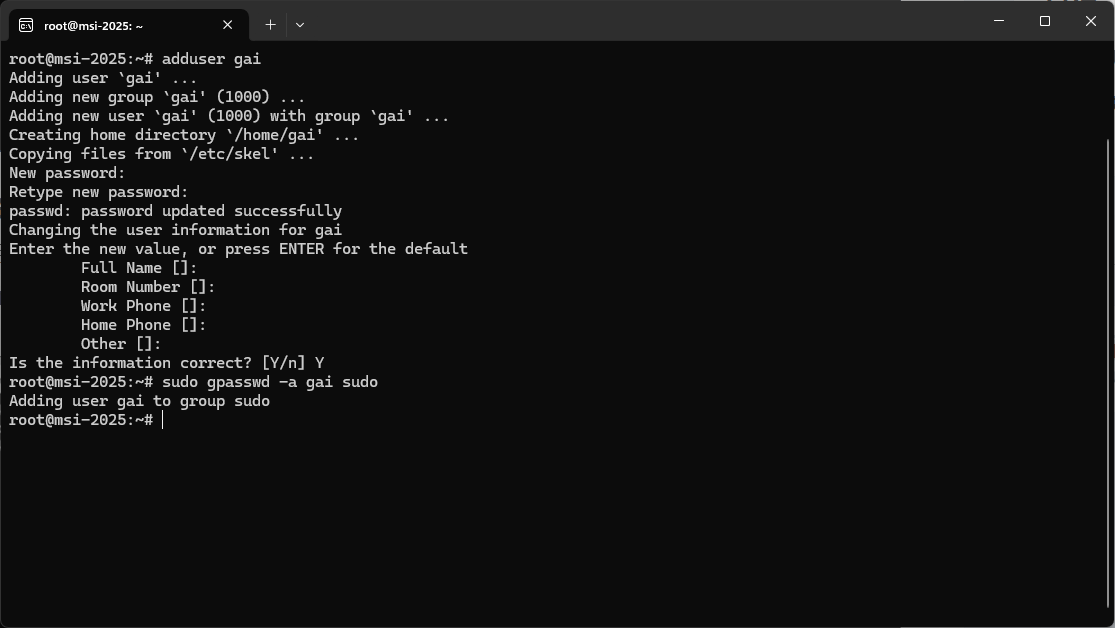 root@msi-2025: ~
root@msi-2025:~# adduser gai
Adding user `gai' ...
Adding new group `gai' (1000) ...
Adding new user `gai' (1000) with group `gai' ...
Creating home directory `/home/gai' ...
Copying files from `/etc/skel' ...
New password:
Retype new password:
passwd: password updated successfully
Changing the user information for gai
Enter the new value, or press ENTER for the default
        Full Name []:
        Room Number []:
        Work Phone []:
        Home Phone []:
        Other []:
Is the information correct? [Y/n] Y
root@msi-2025:~# sudo gpasswd -a gai sudo
Adding user gai to group sudo
root@msi-2025:~#